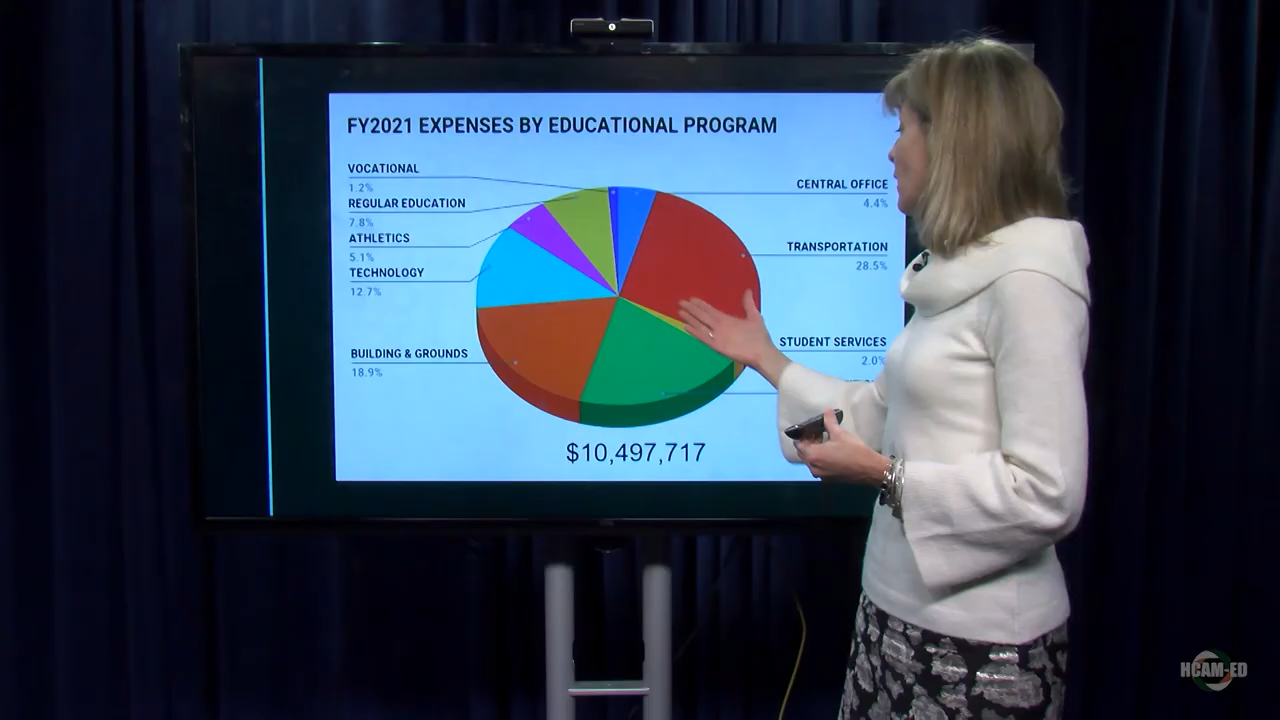 FY2021 EXPENSES BY EDUCATIONAL PROGRAM
VOCATIONAL
1.2%
REGULAR EDUCATION
7.8%
ATHLETICS
5.1%
TECHNOLOGY
12.7%
BUILDING & GROUNDS
18.9%
CENTRAL OFFICE
4.4%
TRANSPORTATION
28.5%
STUDENT SERVICES
2.0%
$10,497,717
HCAM-ED